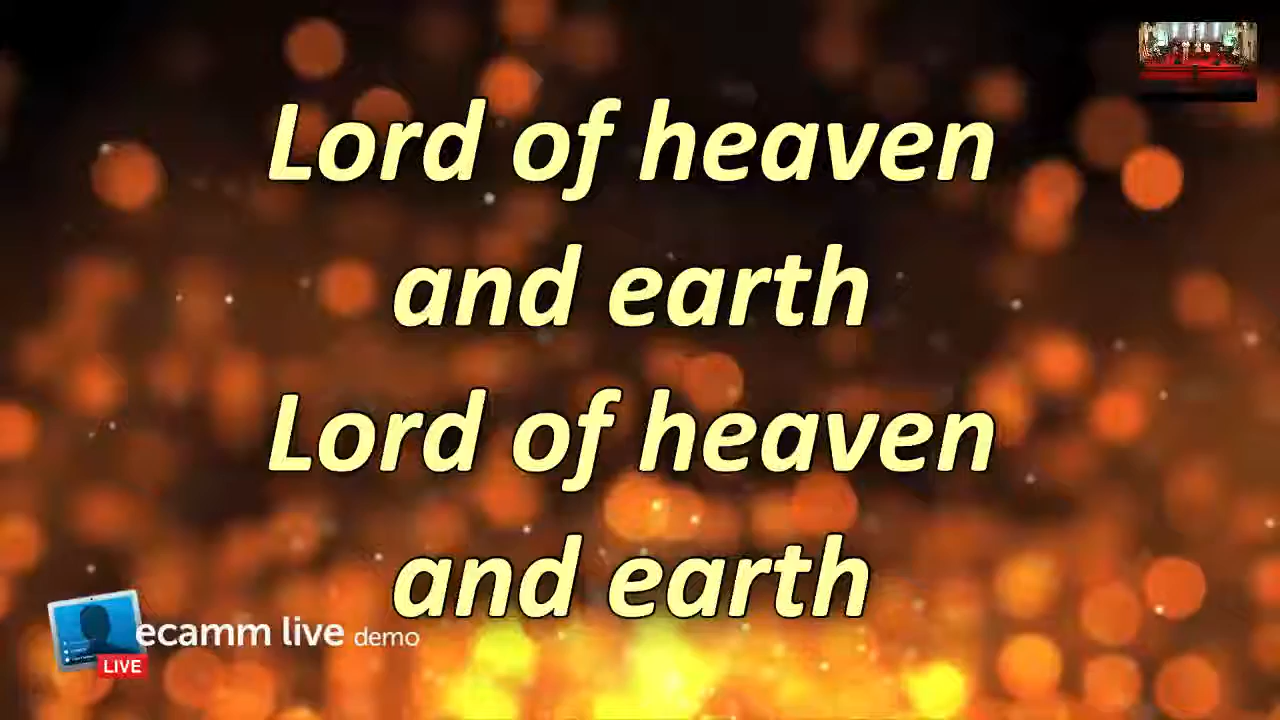 Lord of heaven
and earth
Lord of heaven
and earth
ecamm live demo
LIVE